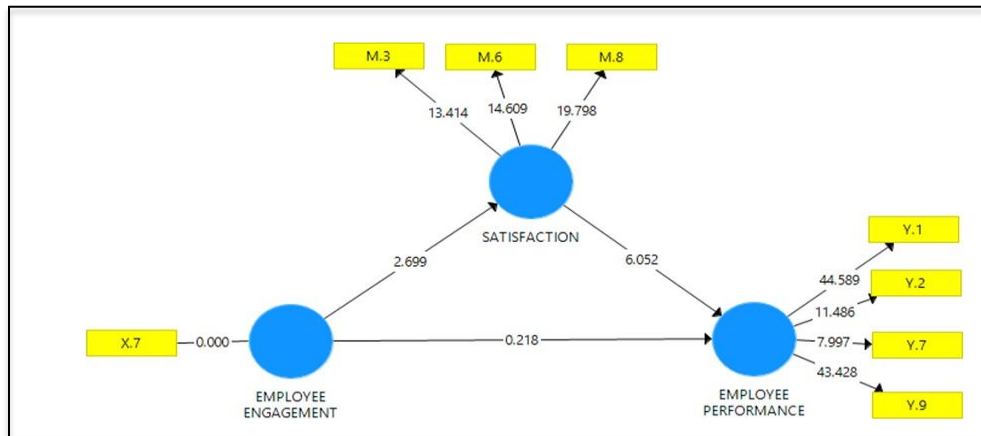 M.3
M.6
M.8
13.414
14.609
19.798
SATISFACTION
Y.1
2.699
6.052
44.589
Y.2
11.486
X.7
0.000
0.218
7.997
Y.7
43.428
EMPLOYEE
ENGAGEMENT
EMPLOYEE
PERFORMANCE
Y.9